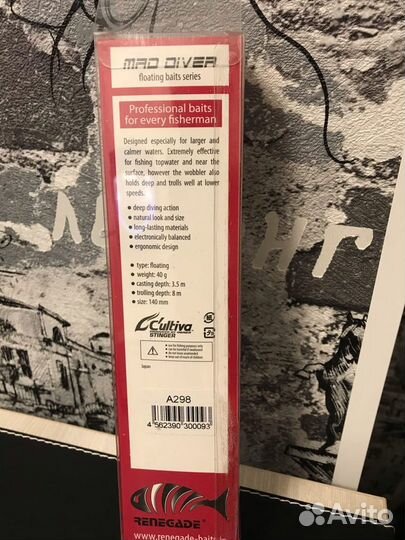 MAD DIVER
floating baits series
Professional baits
for every fisherman
Designed especially for larger and
calmer waters. Extremely effective
for fishing topwater and near the
surface, however the wobbler also
holds deep and trolls well at lower
speeds.
• deep diving action
• natural look and size
• long-lasting materials
• electronically balanced
• ergonomic design
• type: floating
• weight: 40 g
• casting depth: 3.5 m
• trolling depth: 8 m
• size: 140 mm
Cultiva
STINGER
Japan
A298
4 562390 300093
RENEGADE
www.renegade-baits.
Avito